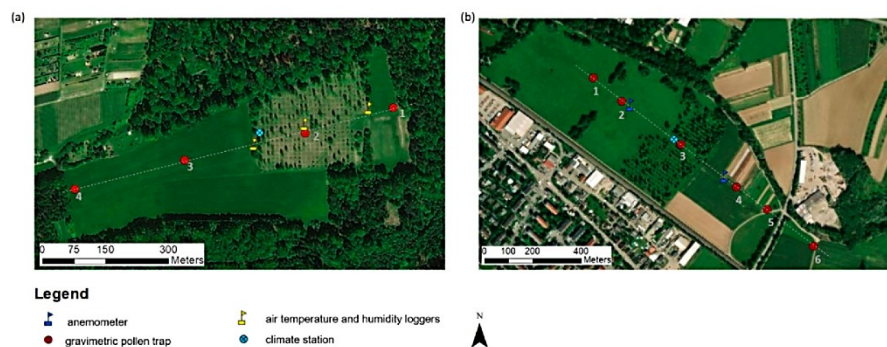 (a)
(b)
1
2
3
4
0 75 150 300
Meters
1
2
3
4
5
6
0 100 200 400
Meters
Legend
anemometer
gravimetric pollen trap
air temperature and humidity loggers
climate station
N